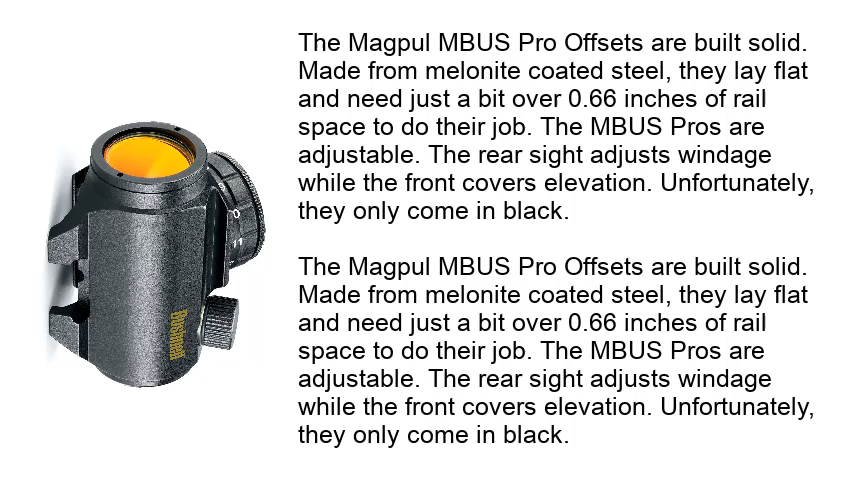 The Magpul MBUS Pro Offsets are built solid.
Made from melonite coated steel, they lay flat
and need just a bit over 0.66 inches of rail
space to do their job. The MBUS Pros are
adjustable. The rear sight adjusts windage
while the front covers elevation. Unfortunately,
they only come in black.
The Magpul MBUS Pro Offsets are built solid.
Made from melonite coated steel, they lay flat
and need just a bit over 0.66 inches of rail
space to do their job. The MBUS Pros are
adjustable. The rear sight adjusts windage
while the front covers elevation. Unfortunately,
they only come in black.
0
11
Bushnell